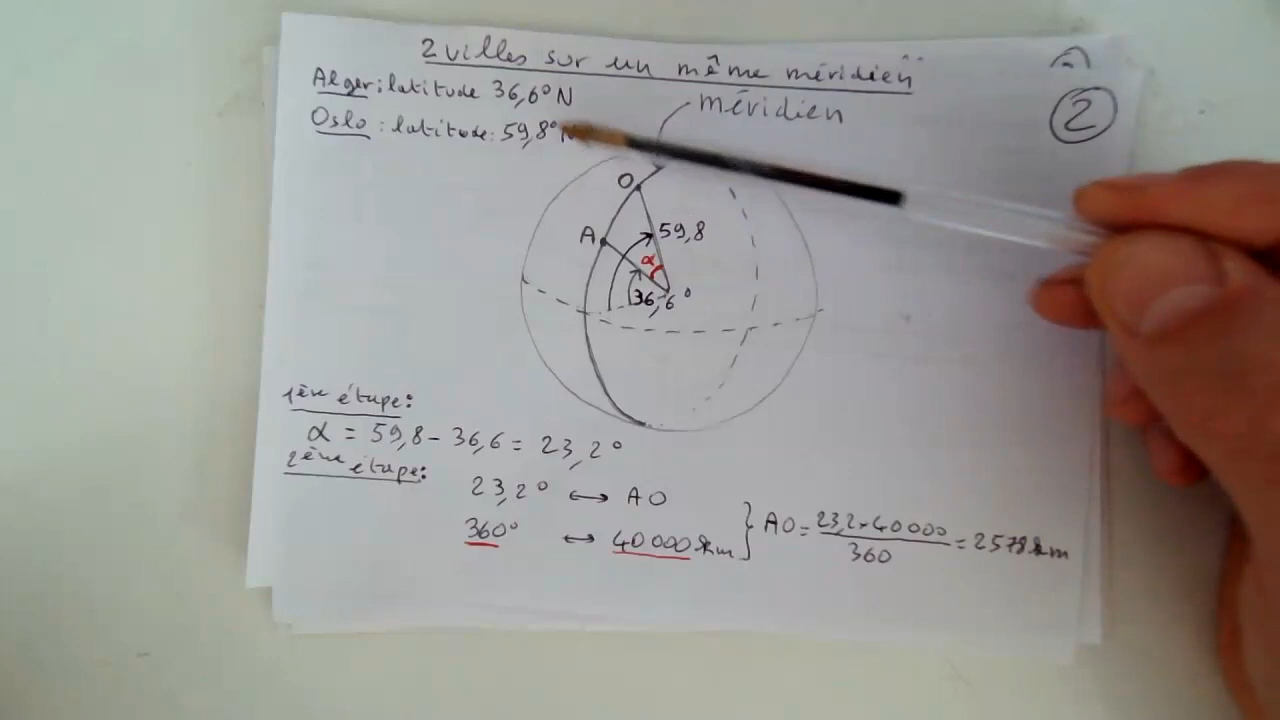 2 villes sur un même méridien
Alger : latitude 36,6° N
Oslo : latitude : 59,8° N
méridien
2
O
A
59,8
α
36,6°
1ère étape :
α = 59,8 - 36,6 = 23,2°
2ème étape :
23,2° ↔ AO
360° ↔ 40 000 km } AO = 23,2 × 40 000 / 360 = 2578 km